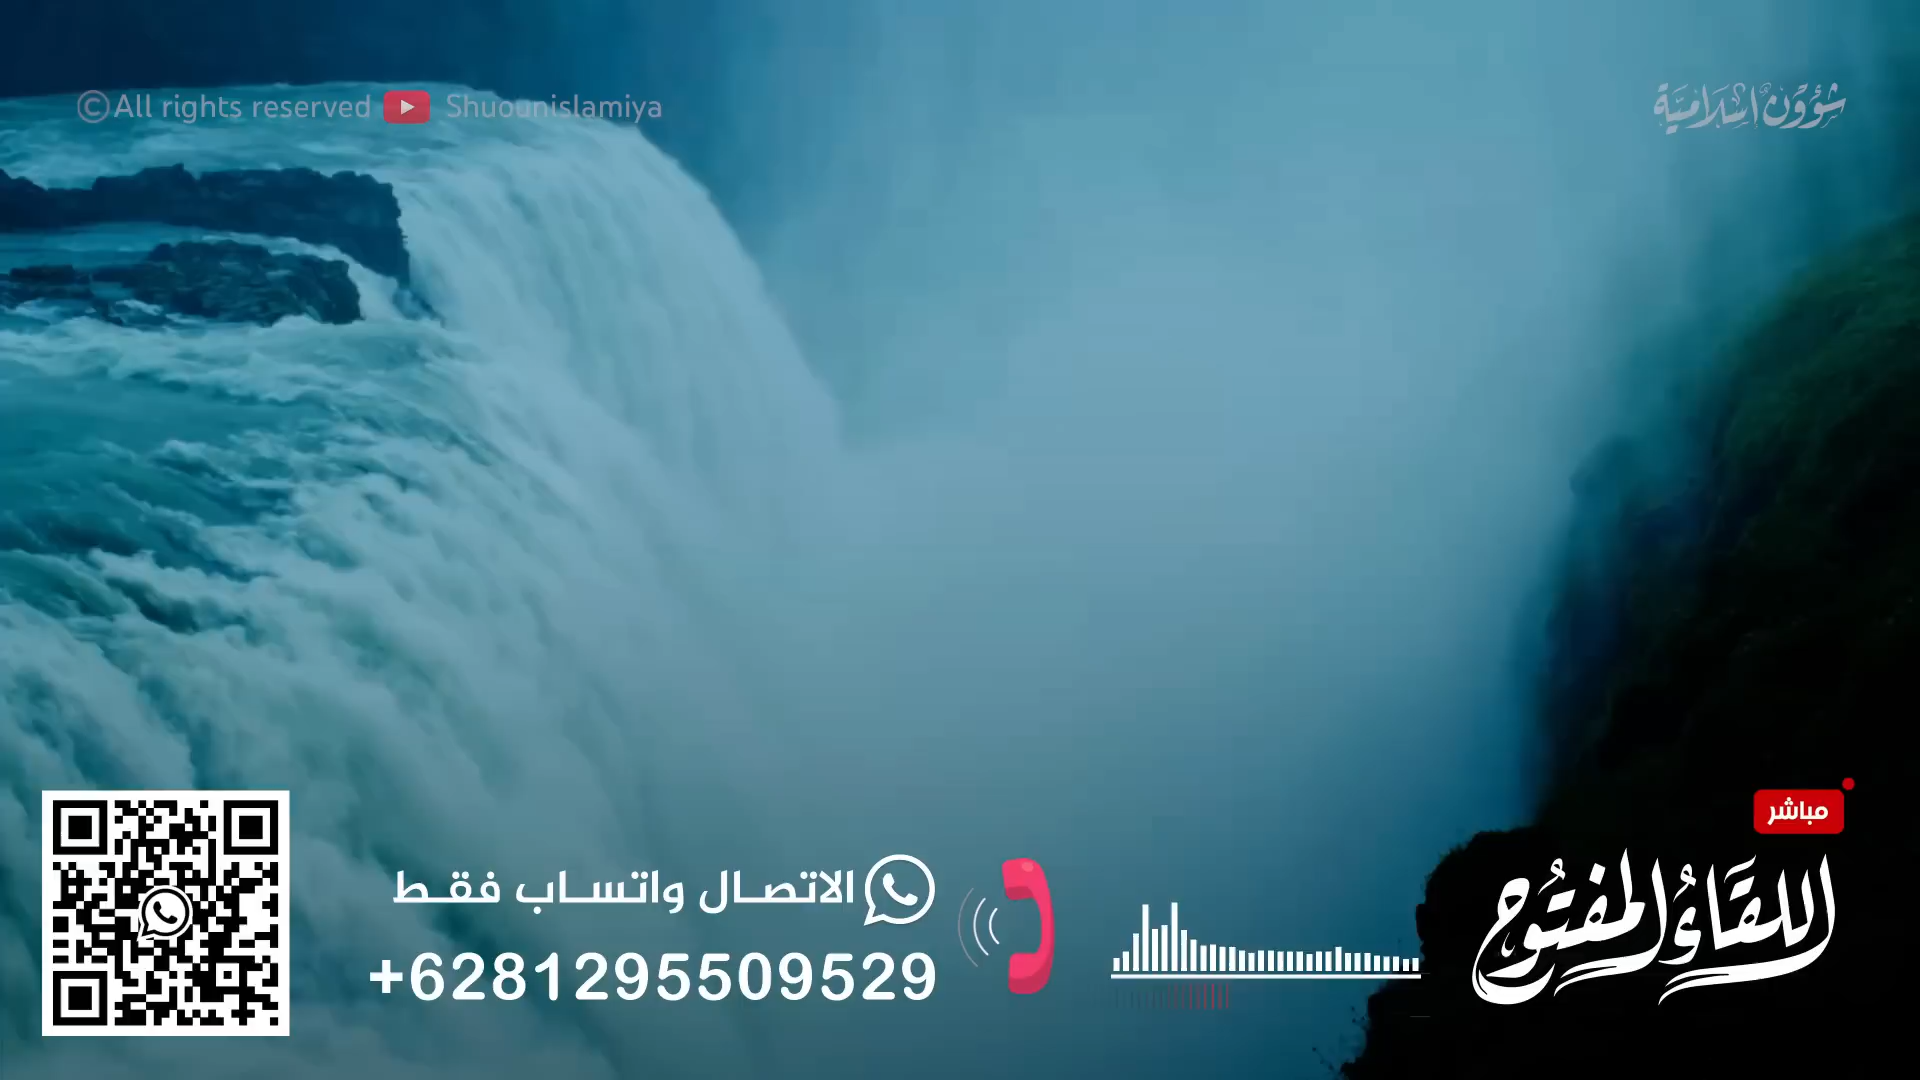 ©All rights reserved Shuounislamiya
شؤون إسلامية
مباشر
اللقاء المفتوح
الاتصال واتساب فقط
+6281295509529